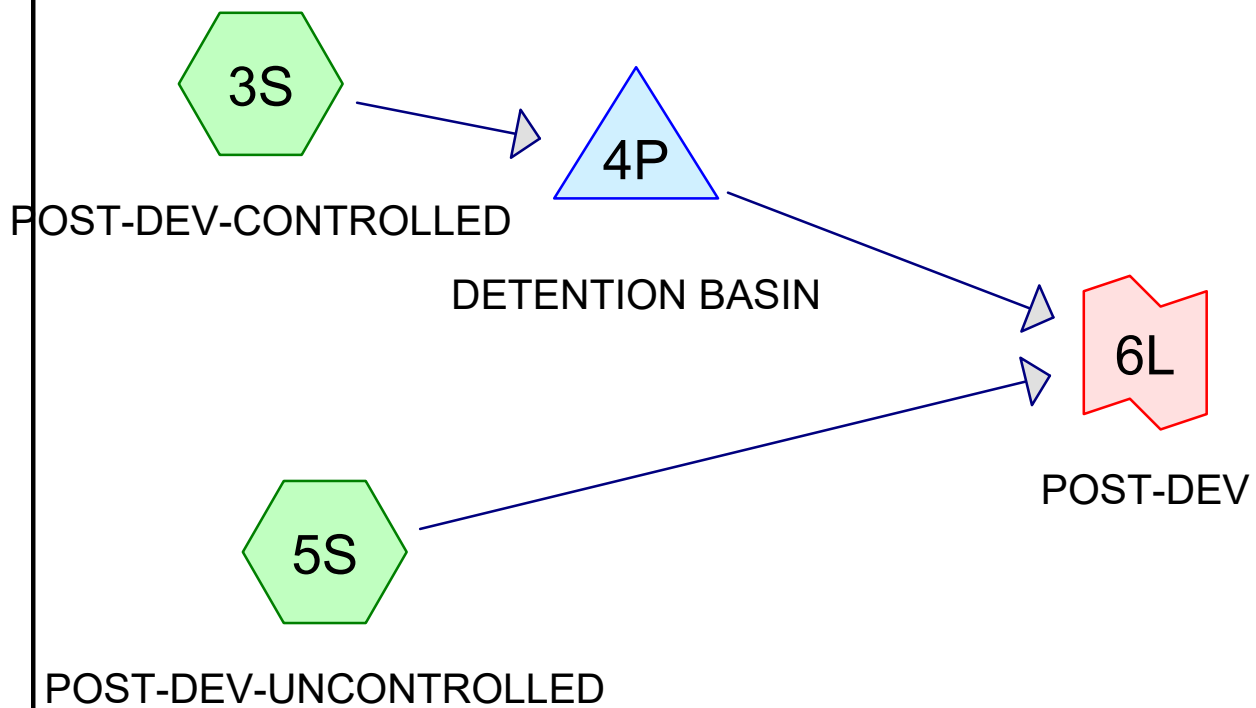 3S
4P
POST-DEV-CONTROLLED
DETENTION BASIN
6L
POST-DEV
5S
POST-DEV-UNCONTROLLED